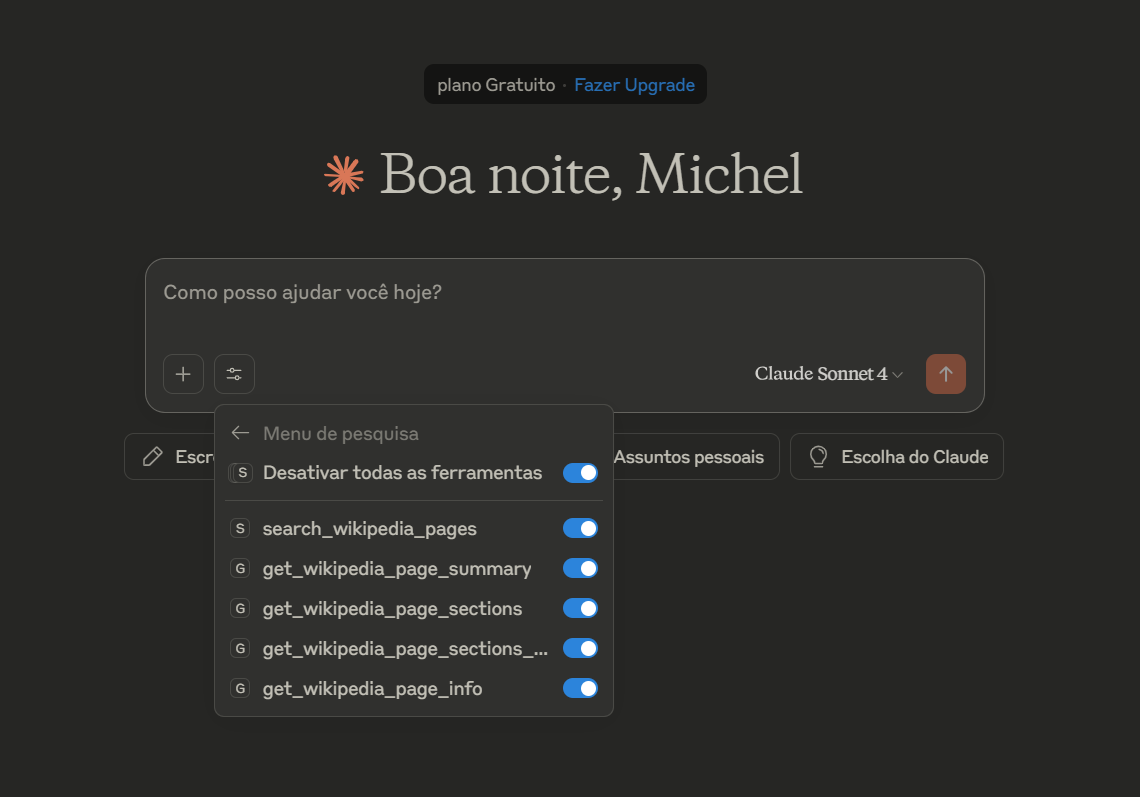 plano Gratuito · Fazer Upgrade
Boa noite, Michel
Como posso ajudar você hoje?
Claude Sonnet 4
Menu de pesquisa
S Desativar todas as ferramentas
S search_wikipedia_pages
G get_wikipedia_page_summary
G get_wikipedia_page_sections
G get_wikipedia_page_sections_...
G get_wikipedia_page_info
Escre
Assuntos pessoais
Escolha do Claude